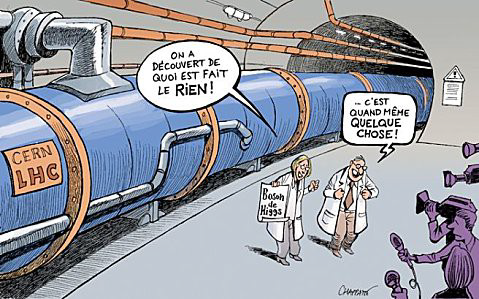 ON A
DÉCOUVERT DE
QUOI EST FAIT
LE RIEN!
... C'EST
QUAND MÊME
QUELQUE
CHOSE!
CERN
LHC
Boson
de
Higgs
CHAPPATTE